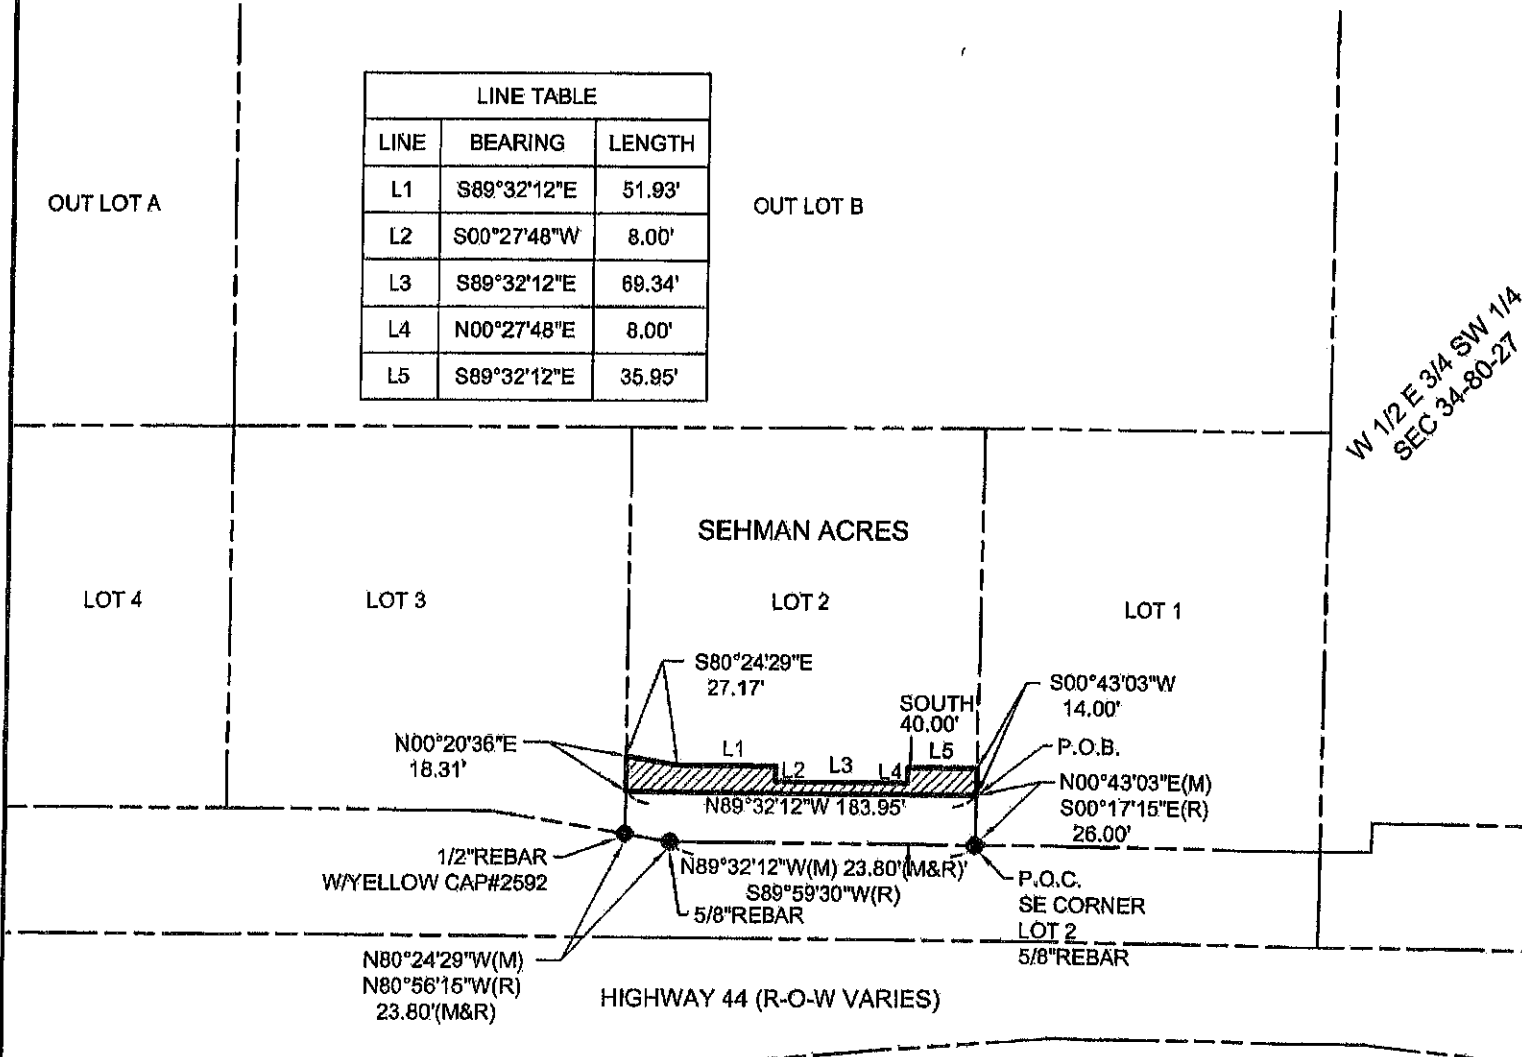 LINE TABLE
LINE BEARING LENGTH
L1 S89°32'12"E 51.93'
L2 S00°27'48"W 8.00'
L3 S89°32'12"E 69.34'
L4 N00°27'48"E 8.00'
L5 S89°32'12"E 35.95'
OUT LOT A
OUT LOT B
W 1/2 E 3/4 SW 1/4
SEC 34-80-27
SEHMAN ACRES
LOT 4
LOT 3
LOT 2
LOT 1
S80°24'29"E
27.17'
S00°43'03"W
14.00'
SOUTH
40.00'
N00°20'36"E
18.31'
L1
L2
L3
L4
L5
P.O.B.
N89°32'12"W 183.95'
N00°43'03"E(M)
S00°17'15"E(R)
26.00'
1/2"REBAR
W/YELLOW CAP#2592
N89°32'12"W(M) 23.80'(M&R)'
S89°59'30"W(R)
5/8"REBAR
P.O.C.
SE CORNER
LOT 2
5/8"REBAR
N80°24'29"W(M)
N80°56'15"W(R)
23.80'(M&R)
HIGHWAY 44 (R-O-W VARIES)